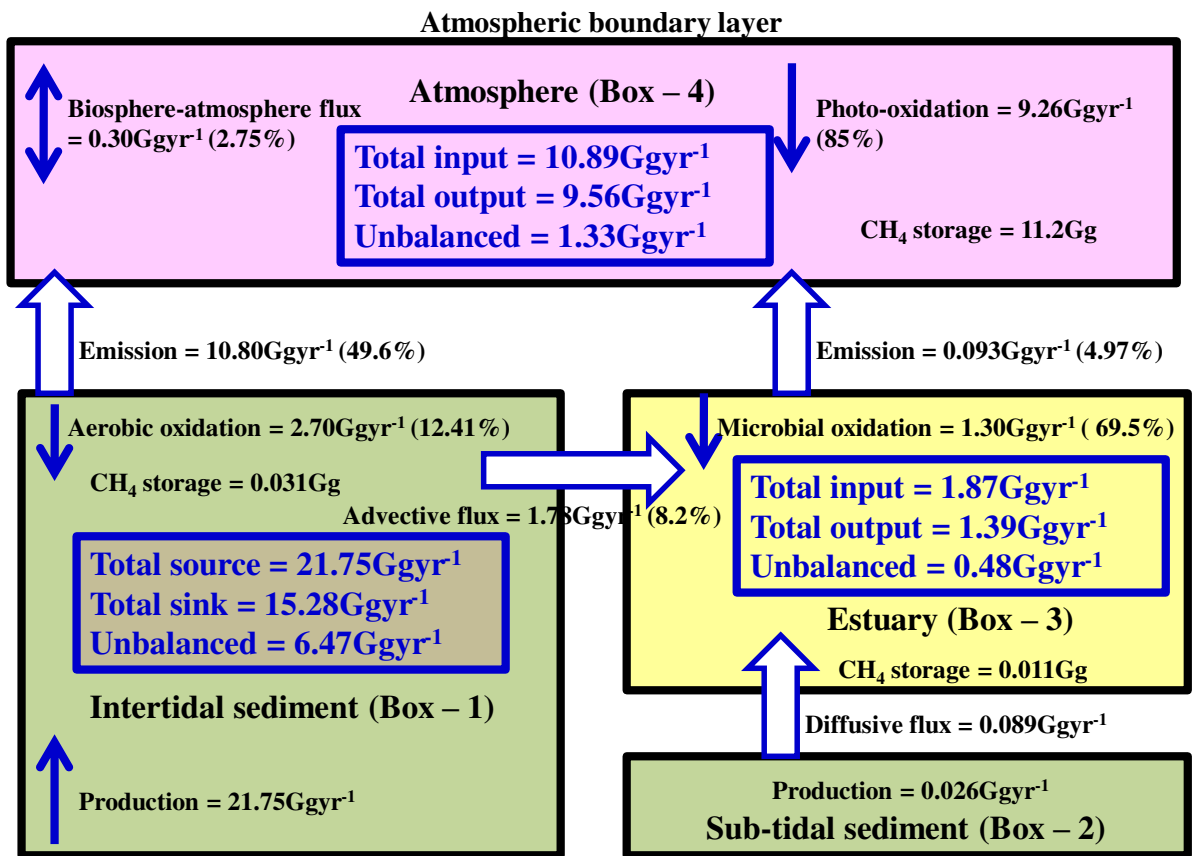 Atmospheric boundary layer
Atmosphere (Box – 4)
Biosphere-atmosphere flux
= 0.30Ggyr⁻¹ (2.75%)
Photo-oxidation = 9.26Ggyr⁻¹
(85%)
Total input = 10.89Ggyr⁻¹
Total output = 9.56Ggyr⁻¹
Unbalanced = 1.33Ggyr⁻¹
CH₄ storage = 11.2Gg
Emission = 10.80Ggyr⁻¹ (49.6%)
Emission = 0.093Ggyr⁻¹ (4.97%)
Aerobic oxidation = 2.70Ggyr⁻¹ (12.41%)
CH₄ storage = 0.031Gg
Advective flux = 1.78Ggyr⁻¹ (8.2%)
Total source = 21.75Ggyr⁻¹
Total sink = 15.28Ggyr⁻¹
Unbalanced = 6.47Ggyr⁻¹
Intertidal sediment (Box – 1)
Production = 21.75Ggyr⁻¹
Microbial oxidation = 1.30Ggyr⁻¹ ( 69.5%)
Total input = 1.87Ggyr⁻¹
Total output = 1.39Ggyr⁻¹
Unbalanced = 0.48Ggyr⁻¹
Estuary (Box – 3)
CH₄ storage = 0.011Gg
Diffusive flux = 0.089Ggyr⁻¹
Production = 0.026Ggyr⁻¹
Sub-tidal sediment (Box – 2)